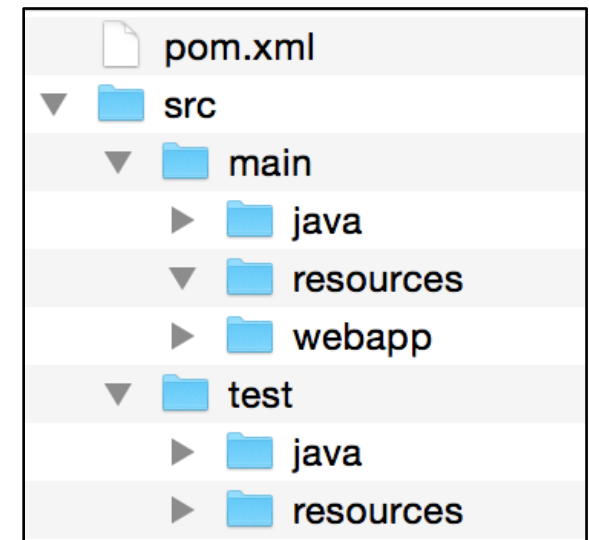 pom.xml
src
main
java
resources
webapp
test
java
resources